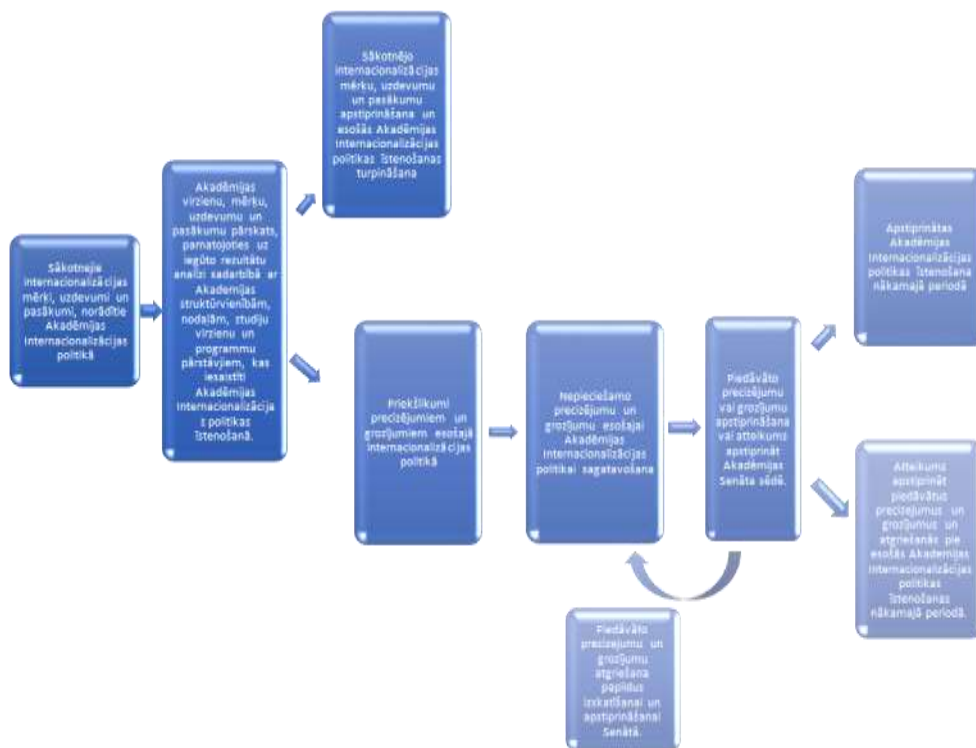 Sākotnējie
internacionalizācijas
mērķi, uzdevumi un
pasākumi, norādītie
Akadēmijas
Internacionalizācijas
politikā
Akadēmijas
virzienu, mērķu,
uzdevumu un
pasākumu pārskats,
pamatojoties uz
iegūto rezultātu
analīzi sadarbībā ar
Akademijas
struktūrvienībām,
nodaļām, studiju
virzienu un
programmu
pārstāvjiem, kas
iesaistīti
Akadēmijas
Internacionalizācija
s politikas
īstenošanā.
Sākotnējo
internacionalizācijas
mērķu, uzdevumu
un pasākumu
apstiprināšana un
esošās Akadēmijas
Internacionalizācijas
politikas īstenošanas
turpināšana
Priekšlikumi
precizējumiem un
grozījumiem esošajā
Internacionalizācijas
politikā
Nepieciešamo
precizējumu un
grozījumu esošajai
Akadēmijas
Internacionalizācijas
politikai sagatavošana
Piedāvāto
precizējumu
vai grozījumu
apstiprināšana
vai atteikums
apstiprināt
Akadēmijas
Senāta sēdē.
Apstiprinātas
Akadēmijas
Internacionalizācijas
politikas īstenošana
nākamajā periodā
Atteikums
apstiprināt
piedāvātus
precizejumus un
grozījumus un
atgriešanās pie
esošās Akademijas
Internacionalizācijas
politikas
īstenošanas
nākamajā periodā.
Piedāvāto
precizejumu un
grozījumu
atgriešana
papildus
izskatīšanai un
apstiprināšanai
Senātā.